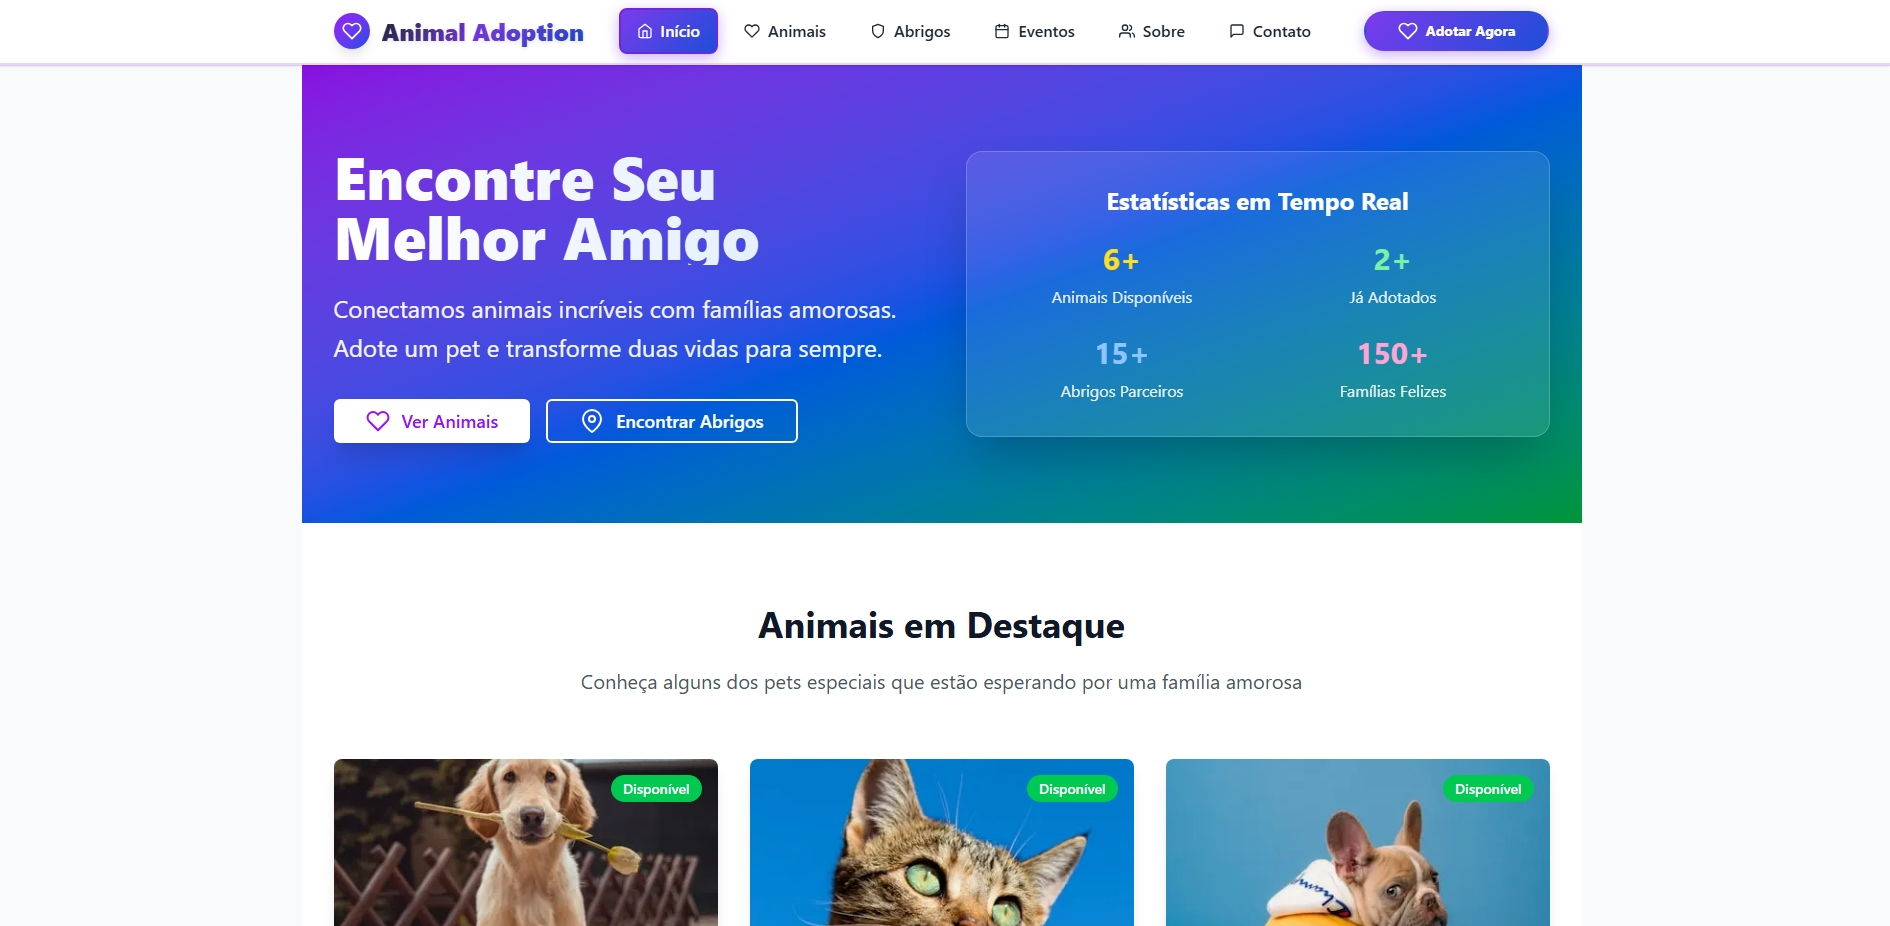 Animal Adoption
Início
Animais
Abrigos
Eventos
Sobre
Contato
Adotar Agora
Encontre Seu
Melhor Amigo
Conectamos animais incríveis com famílias amorosas.
Adote um pet e transforme duas vidas para sempre.
Ver Animais
Encontrar Abrigos
Estatísticas em Tempo Real
6+
Animais Disponíveis
2+
Já Adotados
15+
Abrigos Parceiros
150+
Famílias Felizes
Animais em Destaque
Conheça alguns dos pets especiais que estão esperando por uma família amorosa
Disponível
Disponível
Disponível